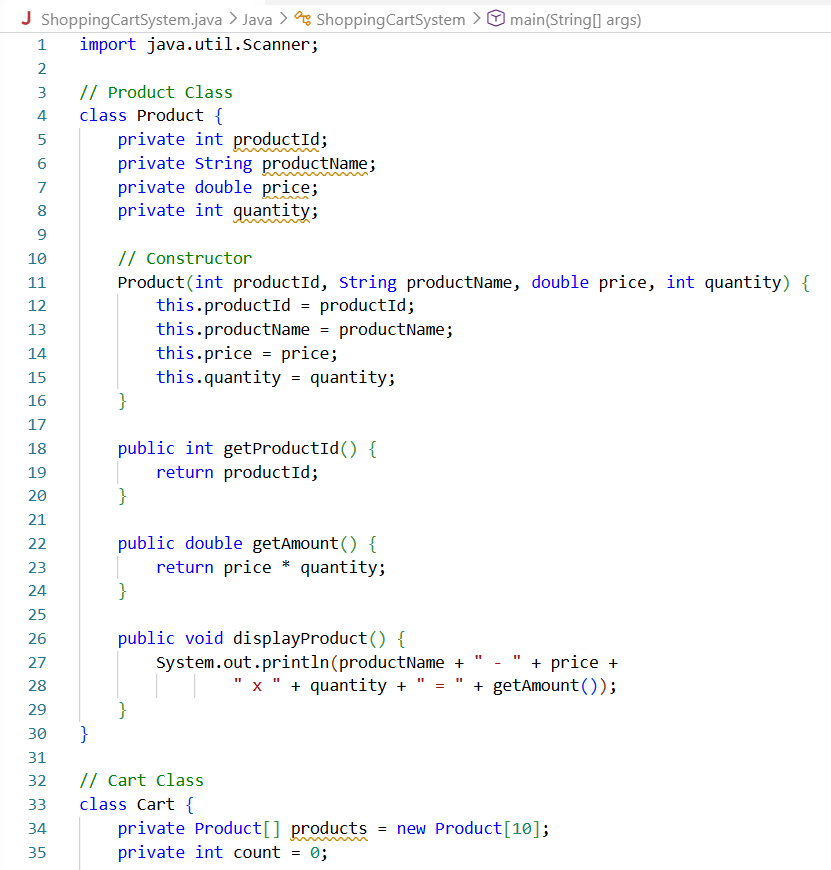 ShoppingCartSystem.java > Java > ShoppingCartSystem > main(String[] args)
1 import java.util.Scanner;
2
3 // Product Class
4 class Product {
5     private int productId;
6     private String productName;
7     private double price;
8     private int quantity;
9
10     // Constructor
11     Product(int productId, String productName, double price, int quantity) {
12         this.productId = productId;
13         this.productName = productName;
14         this.price = price;
15         this.quantity = quantity;
16     }
17
18     public int getProductId() {
19         return productId;
20     }
21
22     public double getAmount() {
23         return price * quantity;
24     }
25
26     public void displayProduct() {
27         System.out.println(productName + " - " + price +
28                 " x " + quantity + " = " + getAmount());
29     }
30 }
31
32 // Cart Class
33 class Cart {
34     private Product[] products = new Product[10];
35     private int count = 0;